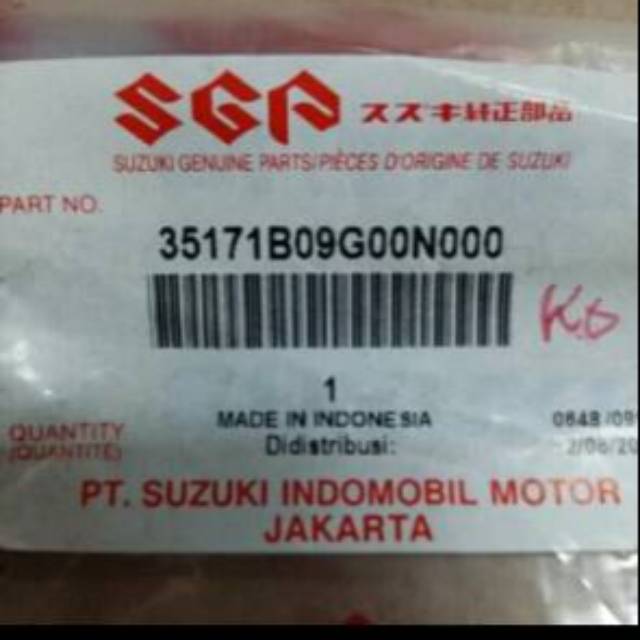 SGP スズキ純正部品
SUZUKI GENUINE PARTS/PIÈCES D'ORIGINE DE SUZUKI
PART NO.
35171B09G00N000
K6
1
MADE IN INDONESIA
QUANTITY
(QUANTITÉ)
Didistribusi:
PT. SUZUKI INDOMOBIL MOTOR
JAKARTA